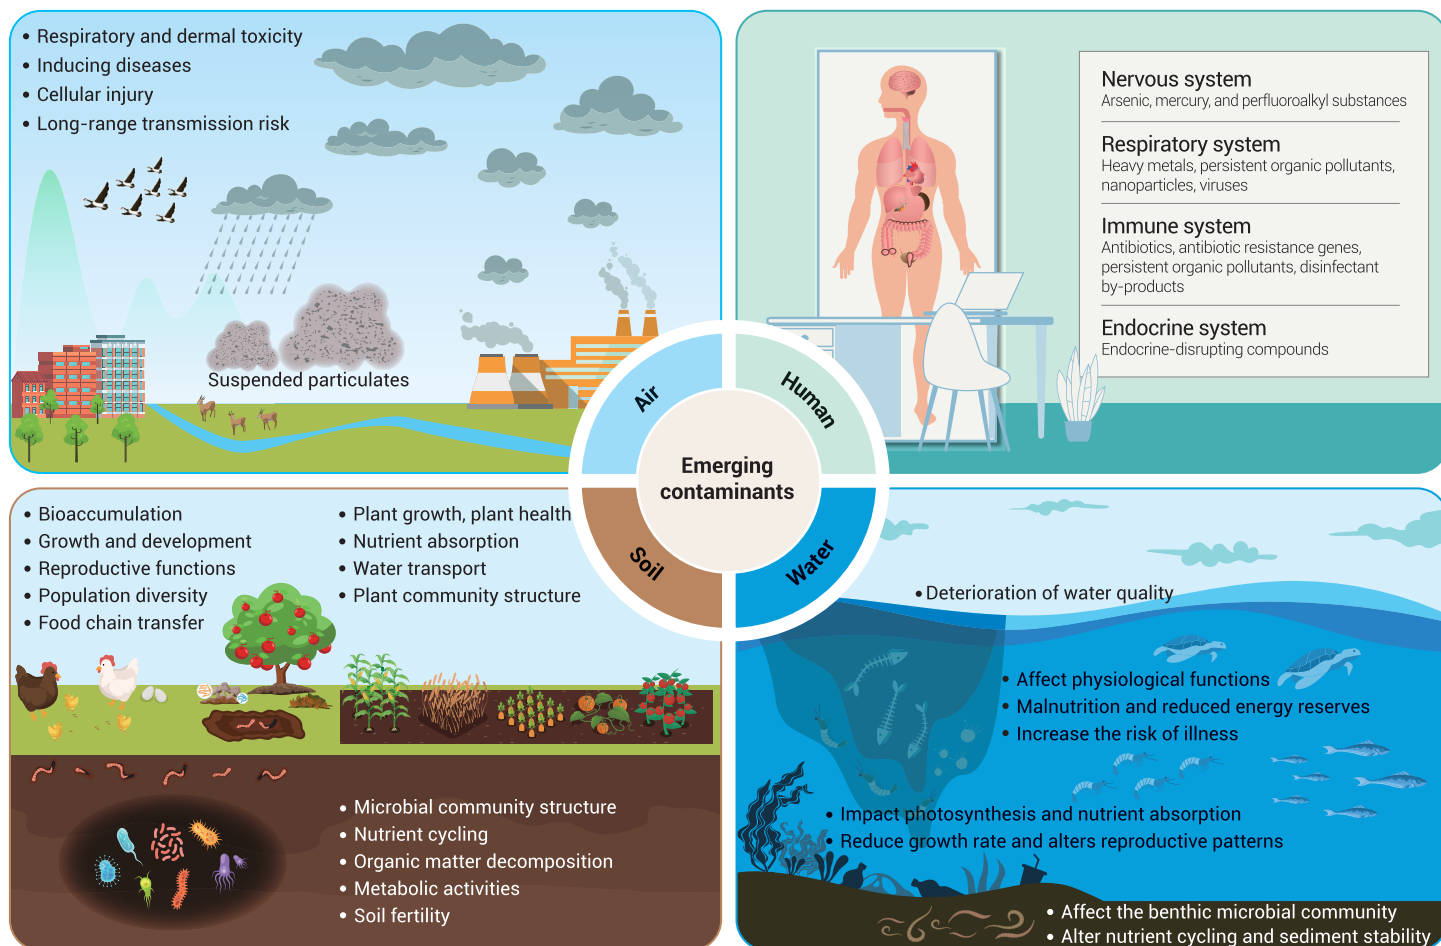 Respiratory and dermal toxicity
Inducing diseases
Cellular injury
Long-range transmission risk
Suspended particulates
Nervous system
Arsenic, mercury, and perfluoroalkyl substances
Respiratory system
Heavy metals, persistent organic pollutants,
nanoparticles, viruses
Immune system
Antibiotics, antibiotic resistance genes,
persistent organic pollutants, disinfectant
by-products
Endocrine system
Endocrine-disrupting compounds
Air
Human
Emerging
contaminants
Soil
Water
Bioaccumulation
Growth and development
Reproductive functions
Population diversity
Food chain transfer
Plant growth, plant health
Nutrient absorption
Water transport
Plant community structure
Microbial community structure
Nutrient cycling
Organic matter decomposition
Metabolic activities
Soil fertility
Deterioration of water quality
Affect physiological functions
Malnutrition and reduced energy reserves
Increase the risk of illness
Impact photosynthesis and nutrient absorption
Reduce growth rate and alters reproductive patterns
Affect the benthic microbial community
Alter nutrient cycling and sediment stability